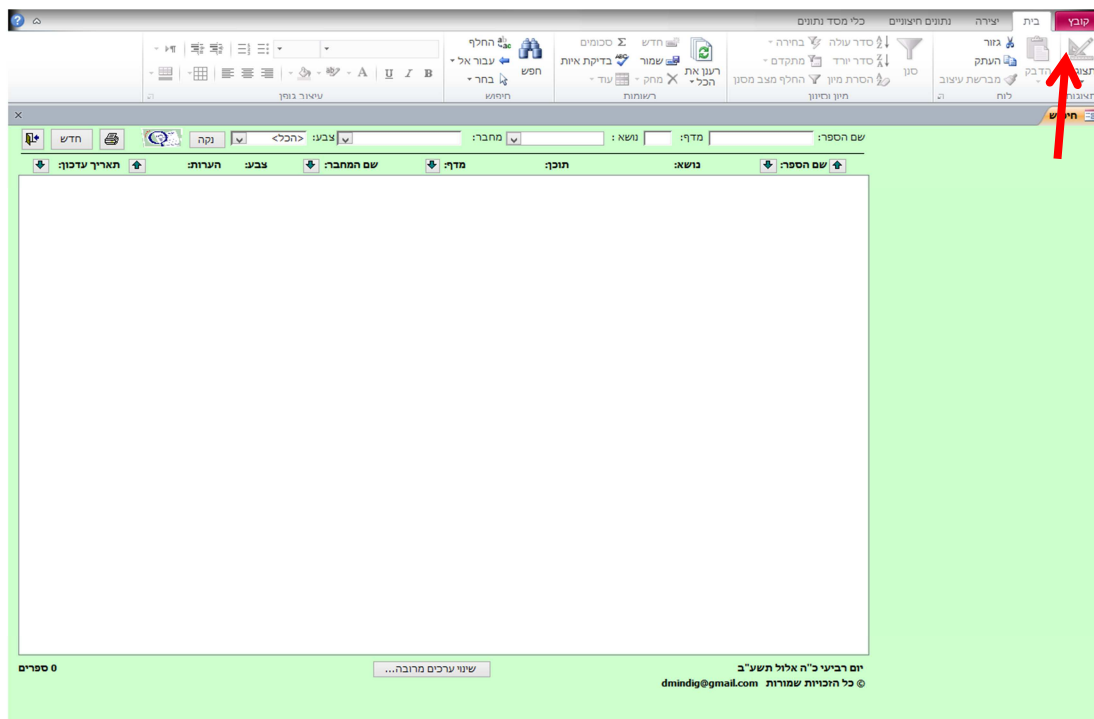 קובץ בית יצירה נתונים חיצוניים כלי מסד נתונים
גזור
העתק
מברשת עיצוב
לוח
סנן
סדר עולה בחירה
סדר יורד מתקדם
הסרת מיון החלף מצב מסנן
מיון וסינון
רענן את
הכל
חדש סכומים
שמור בדיקת איות
מחק עוד
רשומות
חפש
החלף
עבור אל
בחר
חיפוש
B I U A
עיצוב גופן
שם הספר: מדף: נושא : מחבר: צבע: <הכל> נקה חדש
שם הספר: נושא: תוכן: מדף: שם המחבר: צבע: הערות: תאריך עדכון:
יום רביעי כ"ה אלול תשע"ב שינוי ערכים מרובה... 0 ספרים
© כל הזכויות שמורות dmindig@gmail.com